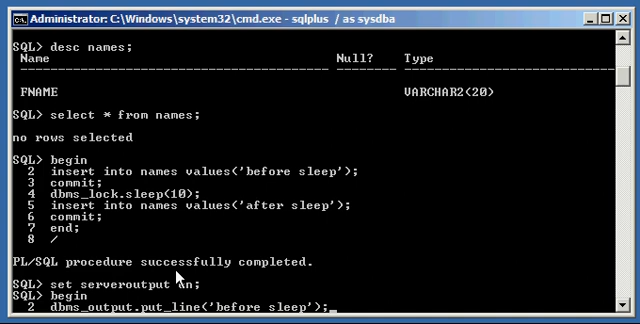 Administrator: C:\Windows\system32\cmd.exe - sqlplus / as sysdba
SQL> desc names;
Name Null? Type
----------------------------------------- -------- ----------------------------
FNAME VARCHAR2(20)
SQL> select * from names;
no rows selected
SQL> begin
2 insert into names values('before sleep');
3 commit;
4 dbms_lock.sleep(10);
5 insert into names values('after sleep');
6 commit;
7 end;
8 /
PL/SQL procedure successfully completed.
SQL> set serveroutput on;
SQL> begin
2 dbms_output.put_line('before sleep');_